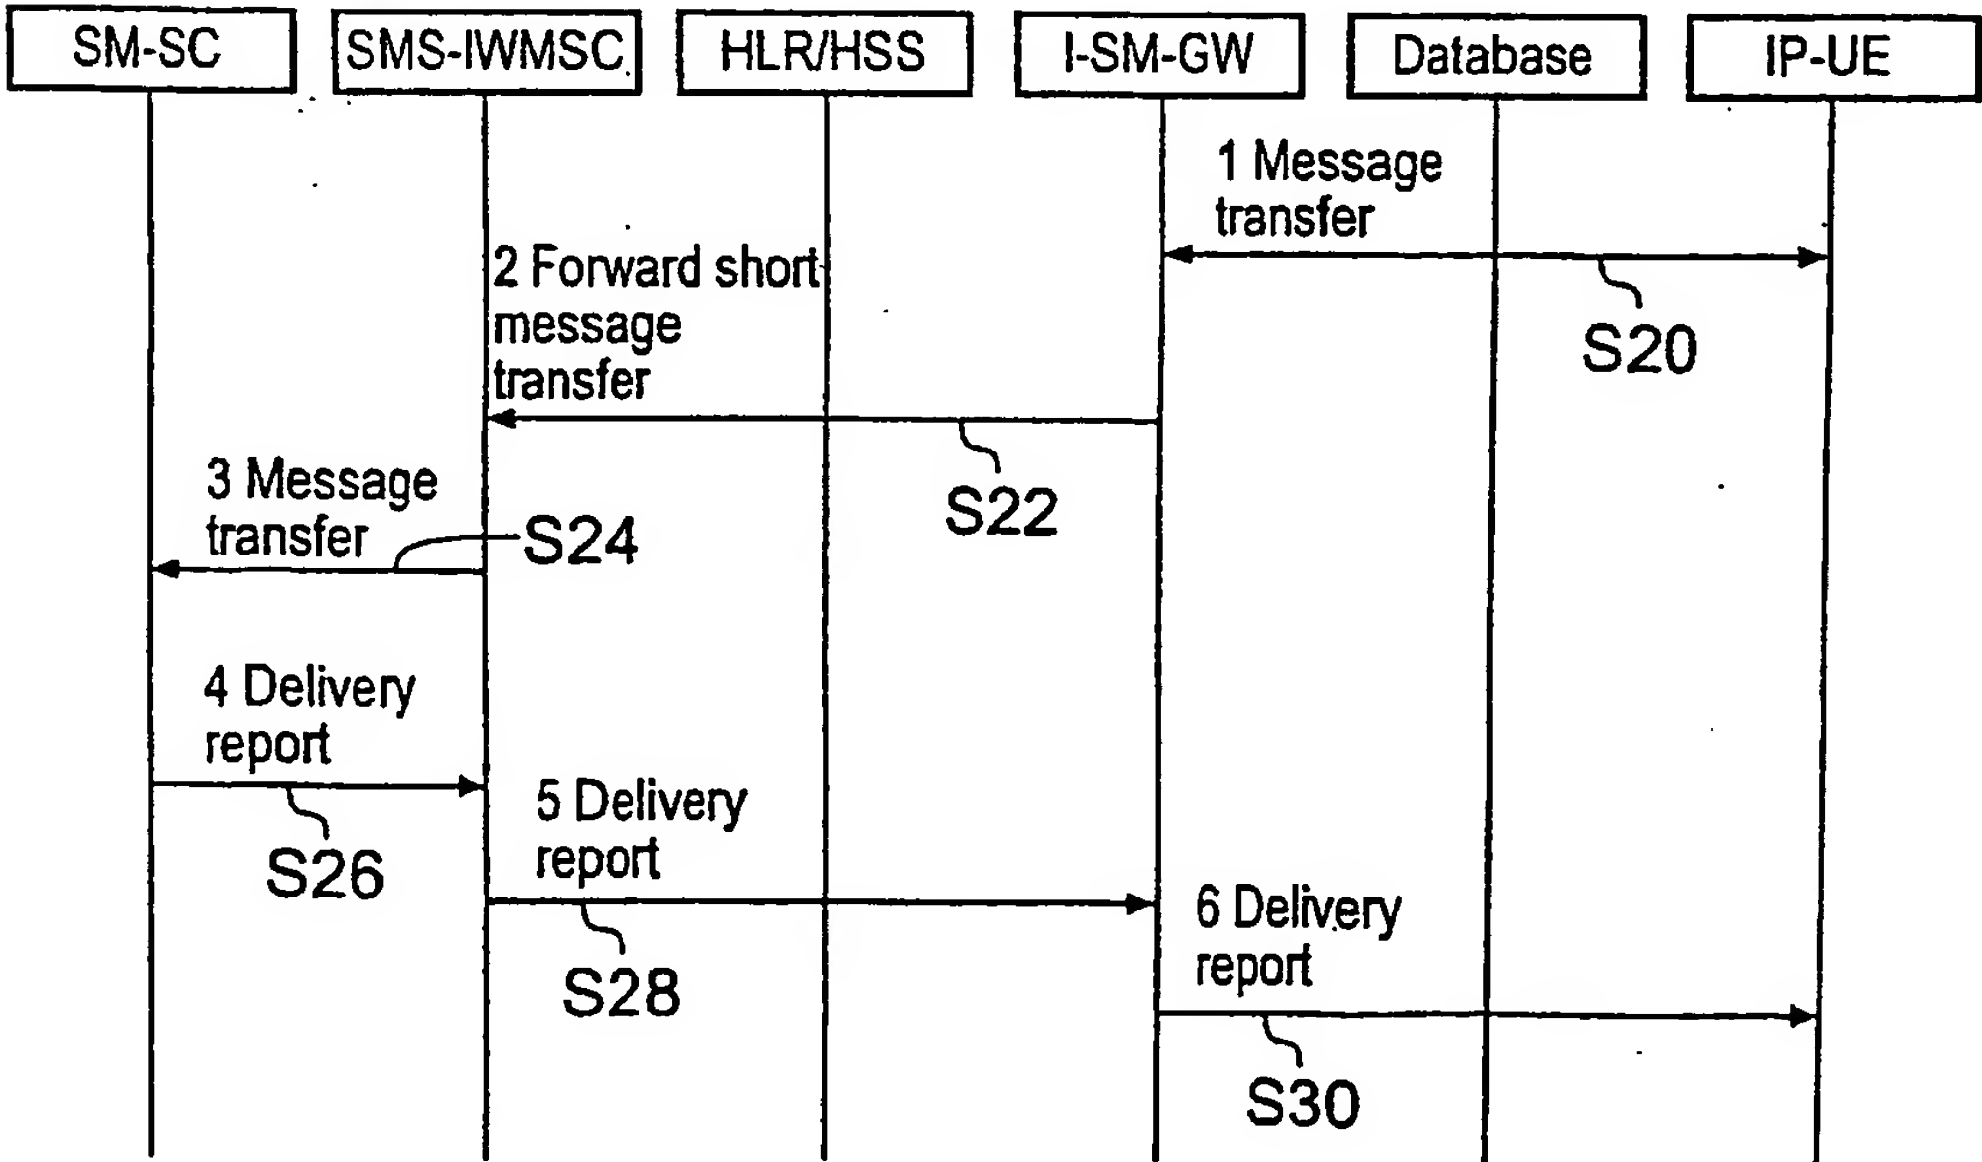 SM-SC
SMS-IWMSC
HLR/HSS
I-SM-GW
Database
IP-UE
1 Message
transfer
S20
2 Forward short
message
transfer
S22
3 Message
transfer
S24
4 Delivery
report
S26
5 Delivery
report
S28
6 Delivery
report
S30